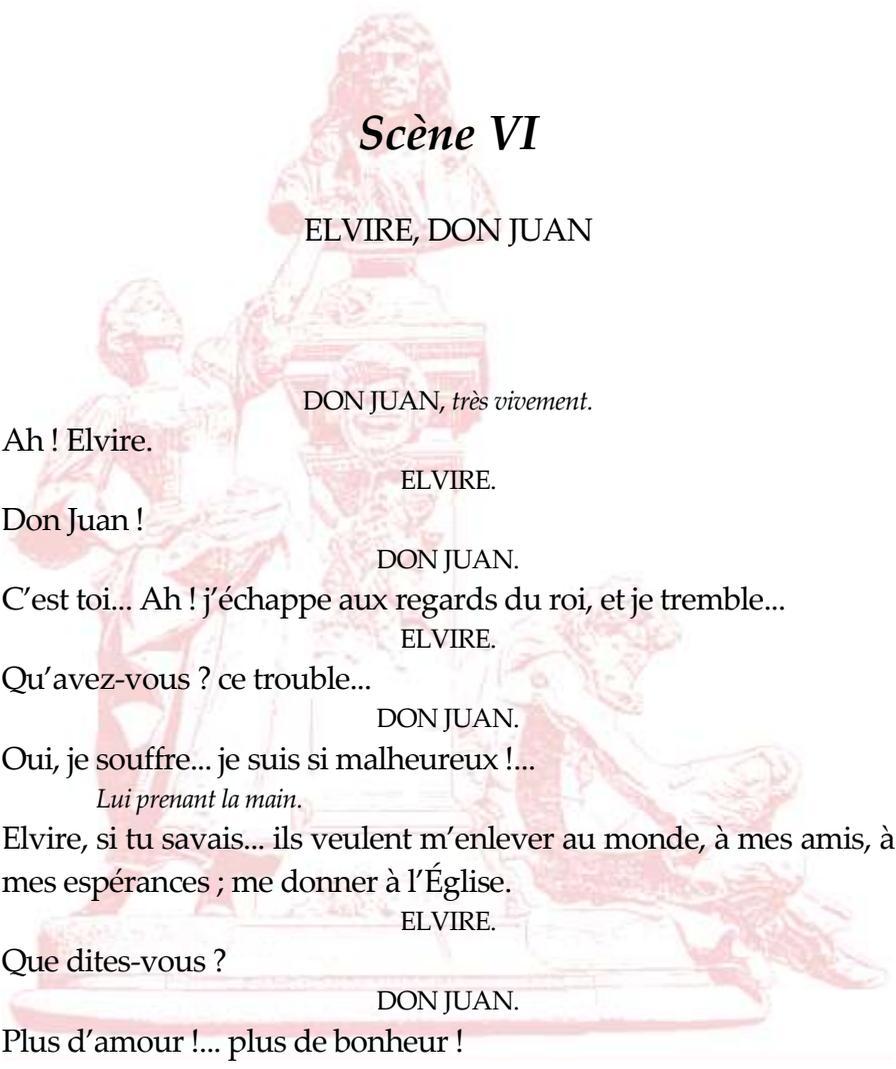 Scène VI
ELVIRE, DON JUAN
DON JUAN, très vivement.
Ah ! Elvire.
ELVIRE.
Don Juan !
DON JUAN.
C’est toi... Ah ! j’échappe aux regards du roi, et je tremble...
ELVIRE.
Qu’avez-vous ? ce trouble...
DON JUAN.
Oui, je souffre... je suis si malheureux !...
Lui prenant la main.
Elvire, si tu savais... ils veulent m’enlever au monde, à mes amis, à
mes espérances ; me donner à l’Église.
ELVIRE.
Que dites-vous ?
DON JUAN.
Plus d’amour !... plus de bonheur !